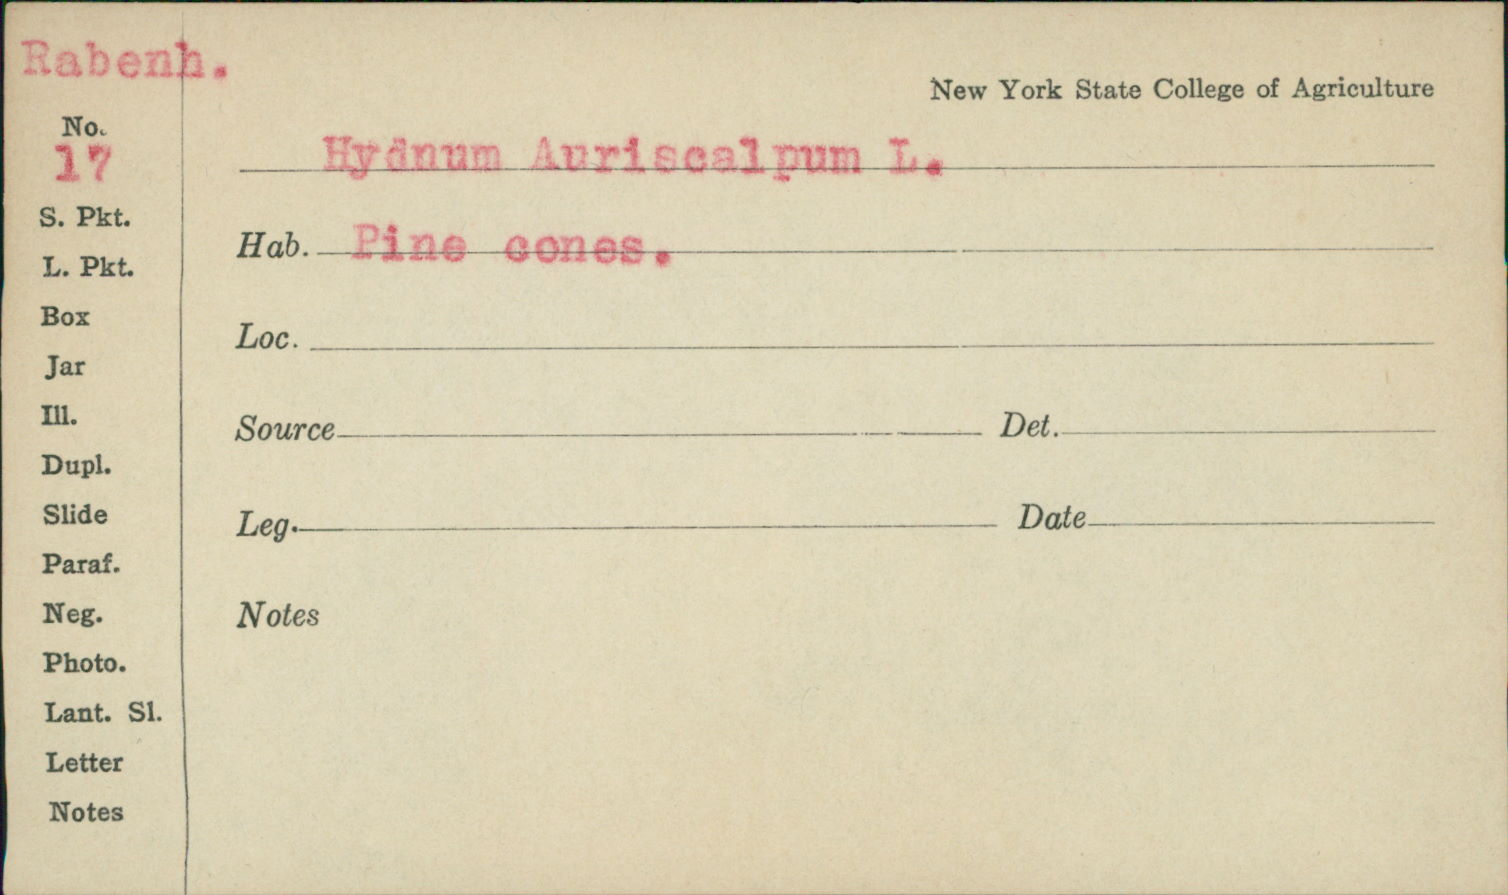 Rabenh.
New York State College of Agriculture
No.
17
Hydnum Auriscalpum L.
S. Pkt.
Hab. Pine cones.
L. Pkt.
Box
Loc.
Jar
Ill.
Source Det.
Dupl.
Slide
Leg. Date
Paraf.
Neg.
Notes
Photo.
Lant. Sl.
Letter
Notes